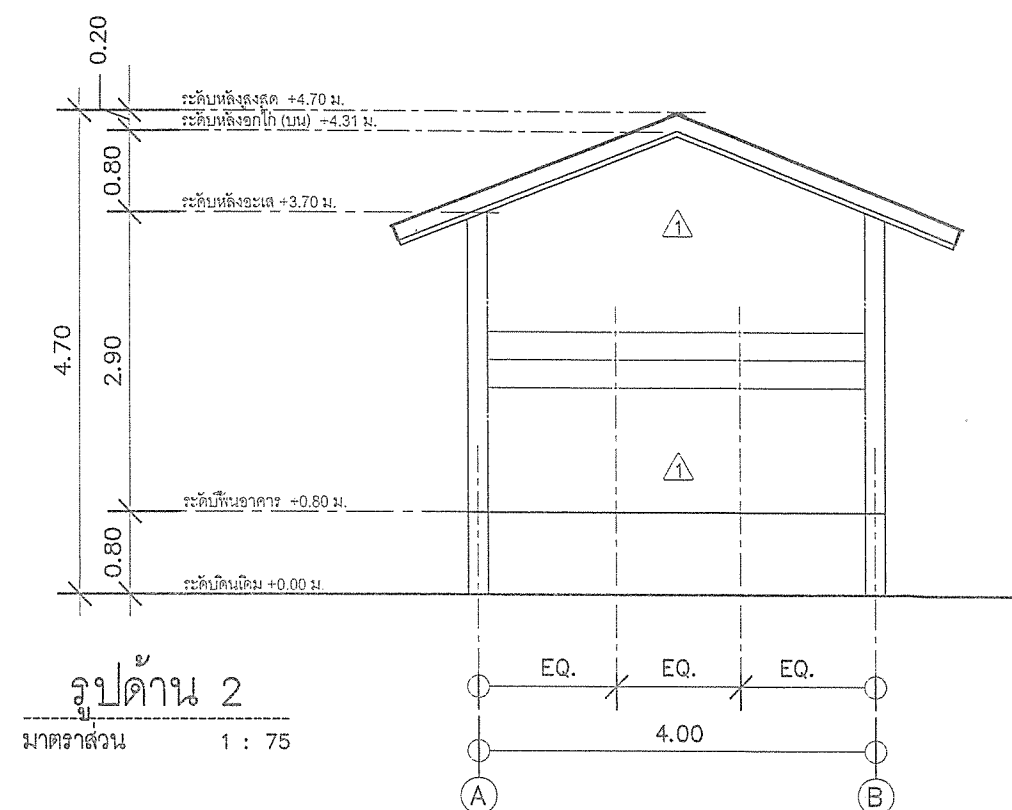 0.20
ระดับหลังสูงสุด +4.70 ม.
ระดับหลังอกไก่ (บน) +4.31 ม.
0.80
ระดับหลังอะเส +3.70 ม.
1
4.70
2.90
1
ระดับพื้นอาคาร +0.80 ม.
0.80
ระดับดินเดิม +0.00 ม.
EQ. EQ. EQ.
รูปด้าน 2
มาตราส่วน 1 : 75
4.00
A B